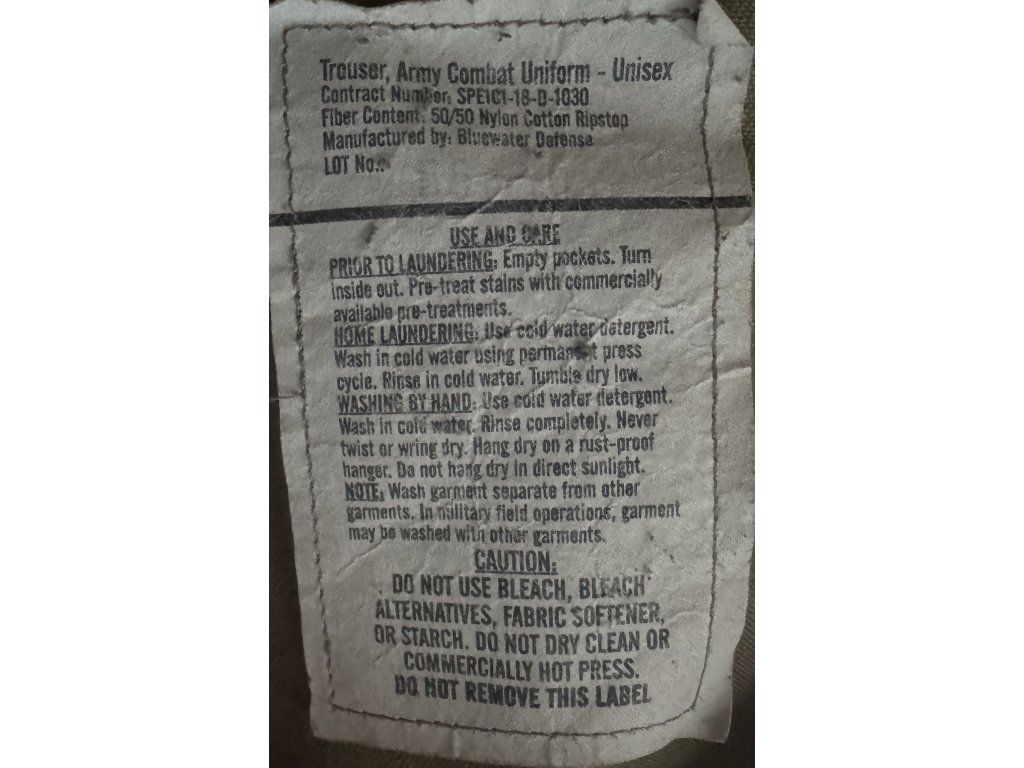 Trouser, Army Combat Uniform - Unisex
Contract Number: SPE1C1-18-D-1030
Fiber Content: 50/50 Nylon Cotton Ripstop
Manufactured by: Bluewater Defense
LOT No.:
USE AND CARE
PRIOR TO LAUNDERING: Empty pockets. Turn
inside out. Pre-treat stains with commercially
available pre-treatments.
HOME LAUNDERING: Use cold water detergent.
Wash in cold water using permanent press
cycle. Rinse in cold water. Tumble dry low.
WASHING BY HAND: Use cold water detergent.
Wash in cold water. Rinse completely. Never
twist or wring dry. Hang dry on a rust-proof
hanger. Do not hang dry in direct sunlight.
NOTE: Wash garment separate from other
garments. In military field operations, garment
may be washed with other garments.
CAUTION:
DO NOT USE BLEACH, BLEACH
ALTERNATIVES, FABRIC SOFTENER,
OR STARCH. DO NOT DRY CLEAN OR
COMMERCIALLY HOT PRESS.
DO NOT REMOVE THIS LABEL